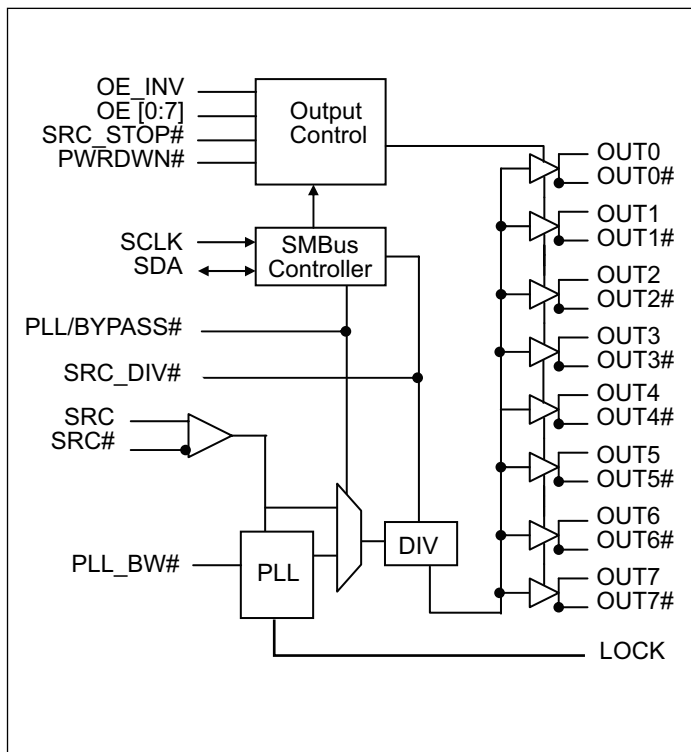 OE_INV
OE [0:7]
SRC_STOP#
PWRDWN#
Output
Control
SCLK
SDA
SMBus
Controller
PLL/BYPASS#
SRC_DIV#
SRC
SRC#
PLL_BW#
PLL
DIV
OUT0
OUT0#
OUT1
OUT1#
OUT2
OUT2#
OUT3
OUT3#
OUT4
OUT4#
OUT5
OUT5#
OUT6
OUT6#
OUT7
OUT7#
LOCK